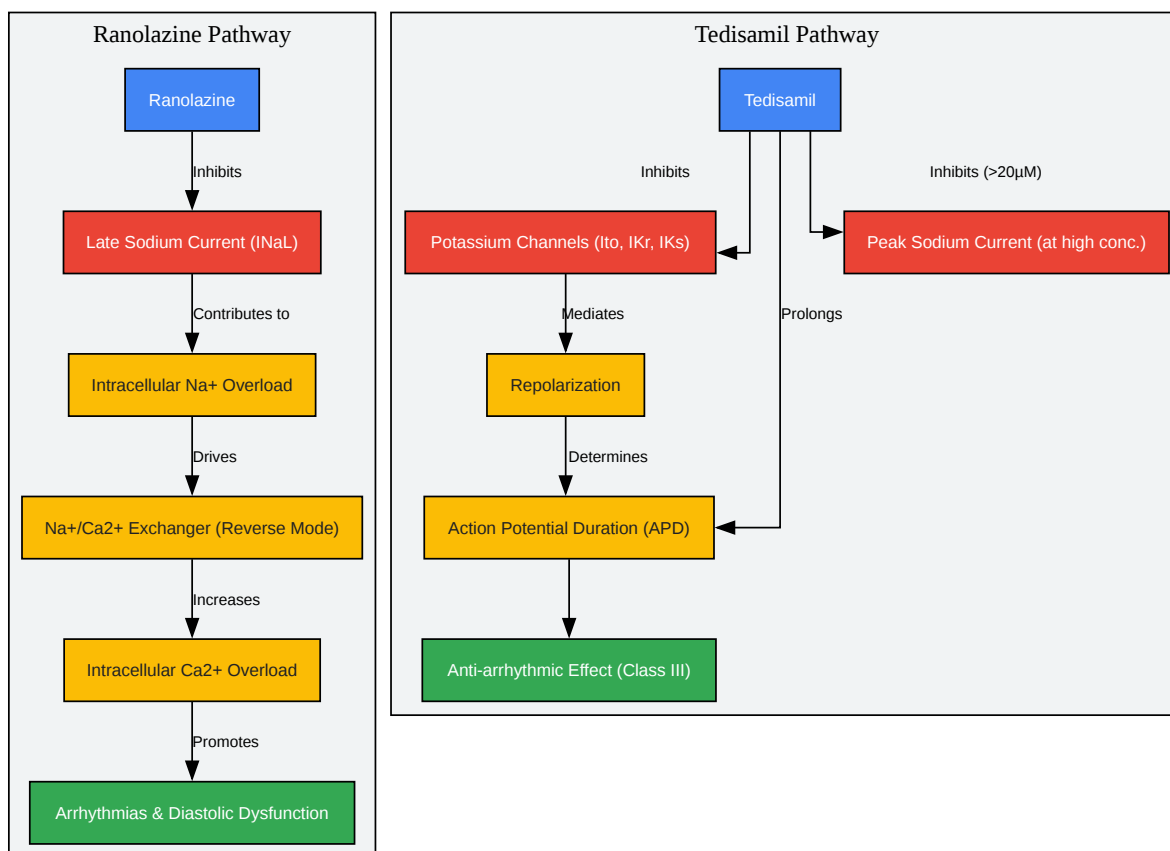 Ranolazine Pathway
Ranolazine
Inhibits
Late Sodium Current (INaL)
Contributes to
Intracellular Na+ Overload
Drives
Na+/Ca2+ Exchanger (Reverse Mode)
Increases
Intracellular Ca2+ Overload
Promotes
Arrhythmias & Diastolic Dysfunction
Tedisamil Pathway
Tedisamil
Inhibits
Inhibits (>20µM)
Potassium Channels (Ito, IKr, IKs)
Peak Sodium Current (at high conc.)
Mediates
Prolongs
Repolarization
Determines
Action Potential Duration (APD)
Anti-arrhythmic Effect (Class III)